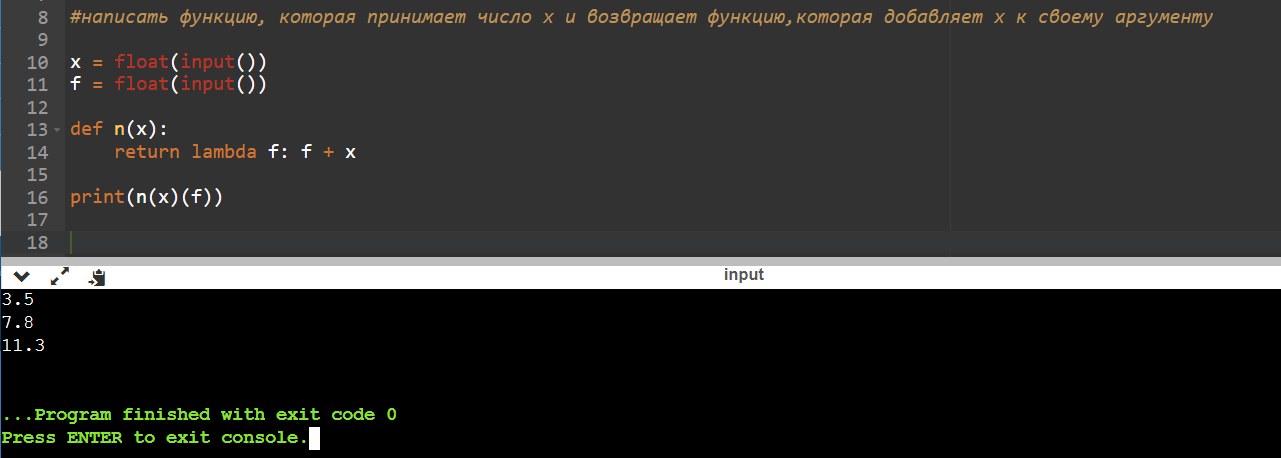 8 #написать функцию, которая принимает число x и возвращает функцию,которая добавляет x к своему аргументу
9
10 x = float(input())
11 f = float(input())
12
13 def n(x):
14     return lambda f: f + x
15
16 print(n(x)(f))
17
18
input
3.5
7.8
11.3
...Program finished with exit code 0
Press ENTER to exit console.